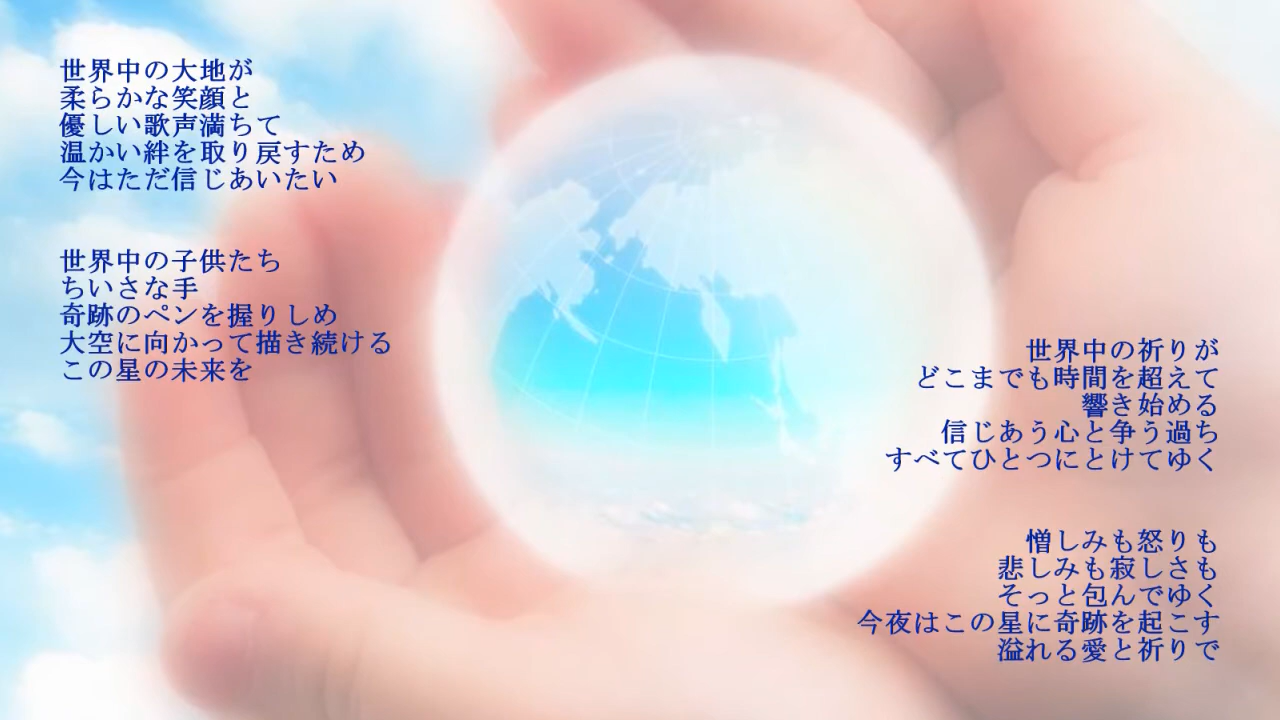 世界中の大地が
柔らかな笑顔と
優しい歌声満ちて
温かい絆を取り戻すため
今はただ信じあいたい
世界中の子供たち
ちいさな手
奇跡のペンを握りしめ
大空に向かって描き続ける
この星の未来を
世界中の祈りが
どこまでも時間を超えて
響き始める
信じあう心と争う過ち
すべてひとつにとけてゆく
憎しみも怒りも
悲しみも寂しさも
そっと包んでゆく
今夜はこの星に奇跡を起こす
溢れる愛と祈りで